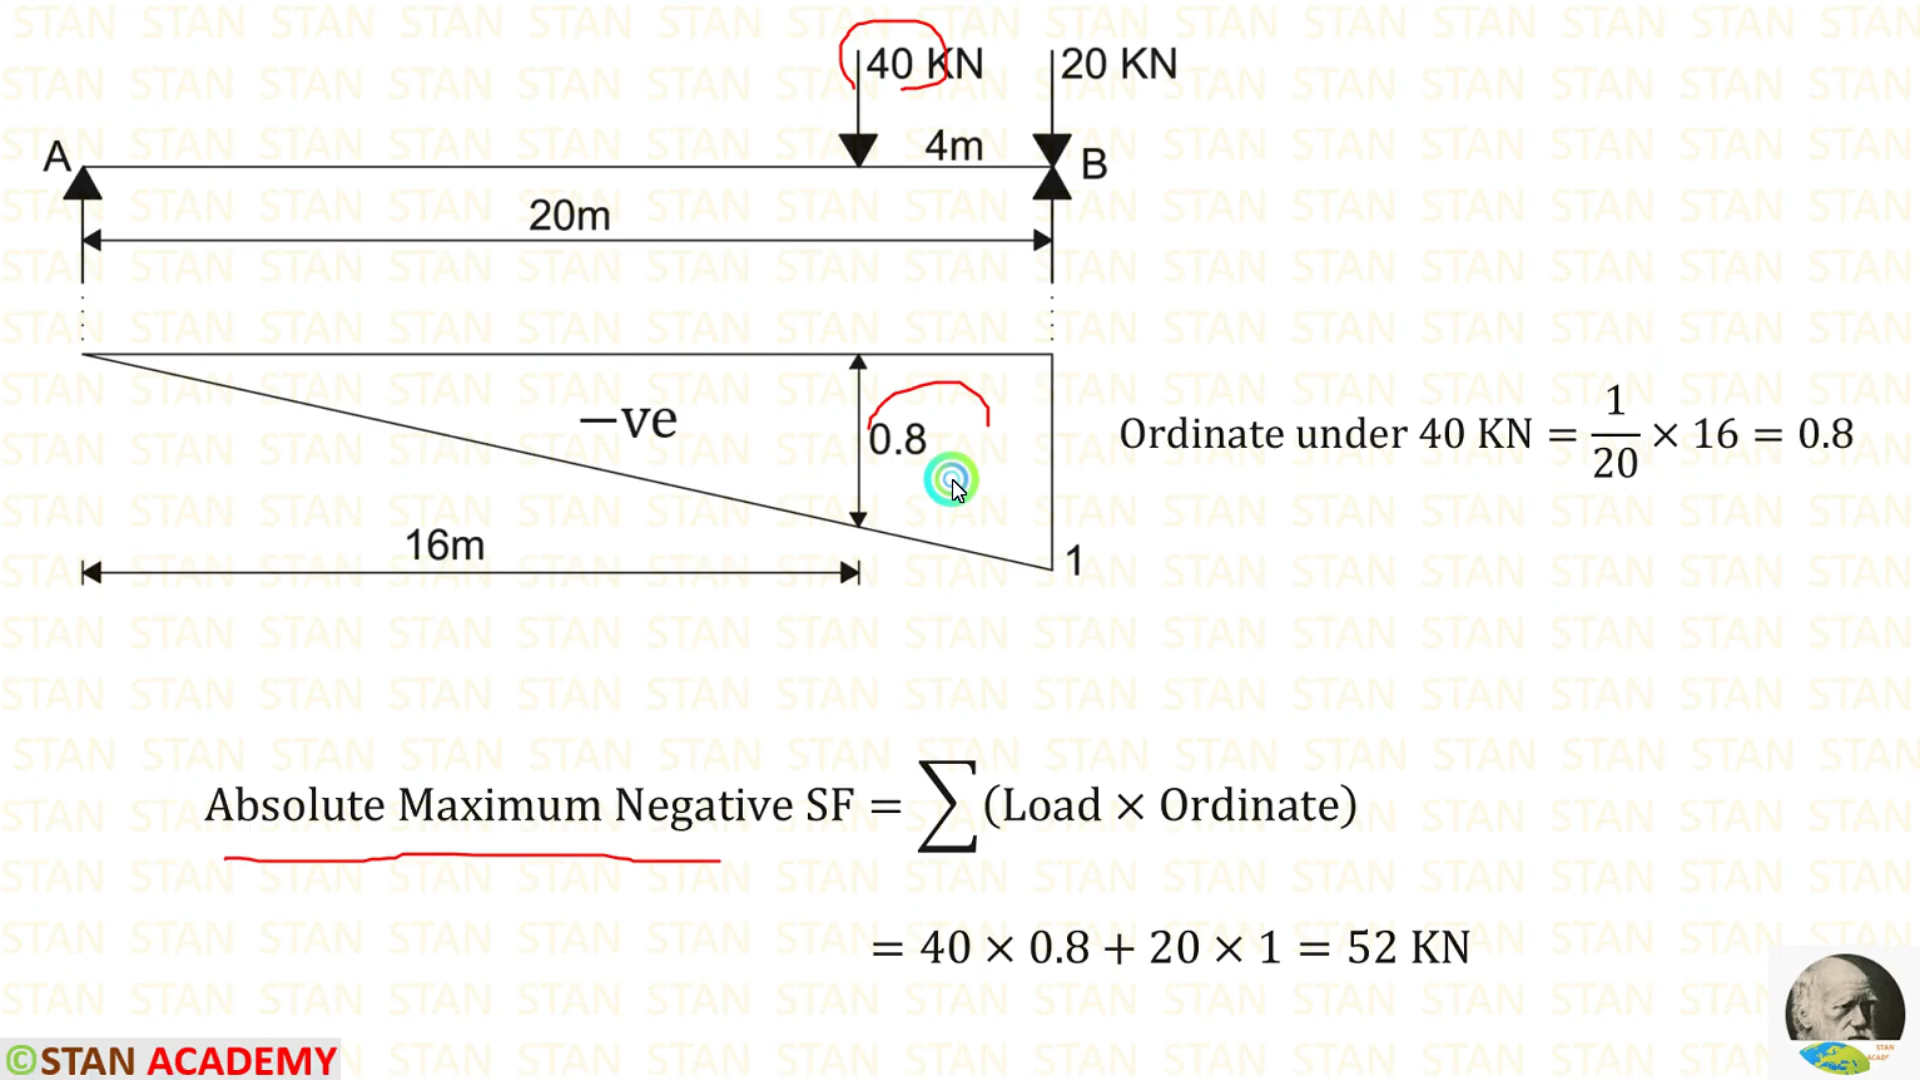 40 KN
20 KN
4m
A
B
20m
−ve
0.8
Ordinate under 40 KN = 1/20 × 16 = 0.8
16m
1
Absolute Maximum Negative SF = ∑(Load × Ordinate)
= 40 × 0.8 + 20 × 1 = 52 KN
©STAN ACADEMY
STAN